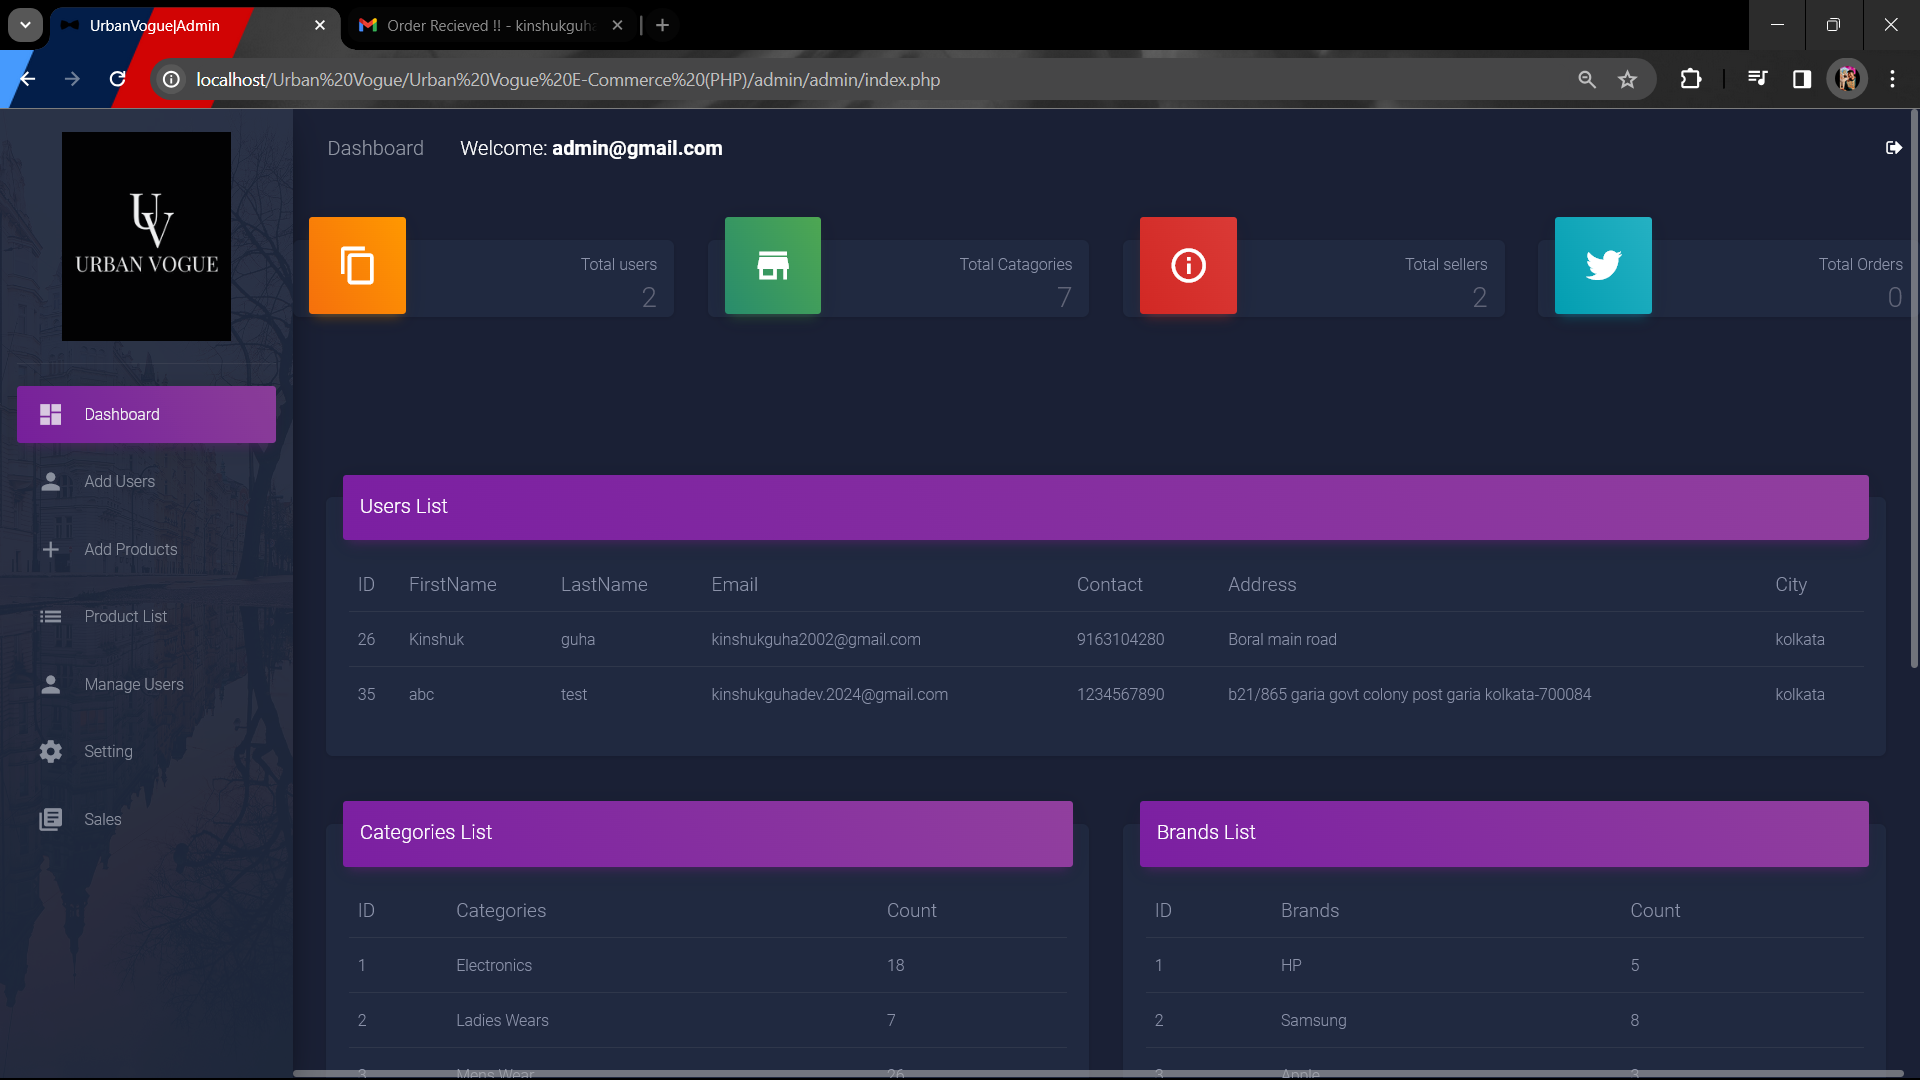 UrbanVogue|Admin
Order Recieved !! - kinshukguha
localhost/Urban%20Vogue/Urban%20Vogue%20E-Commerce%20(PHP)/admin/admin/index.php
UV
URBAN VOGUE
Dashboard
Welcome: admin@gmail.com
Total users
2
Total Catagories
7
Total sellers
2
Total Orders
0
Dashboard
Add Users
Add Products
Product List
Manage Users
Setting
Sales
Users List
ID FirstName LastName Email Contact Address City
26 Kinshuk guha kinshukguha2002@gmail.com 9163104280 Boral main road kolkata
35 abc test kinshukguhadev.2024@gmail.com 1234567890 b21/865 garia govt colony post garia kolkata-700084 kolkata
Categories List
ID Categories Count
1 Electronics 18
2 Ladies Wears 7
3 Mens Wear 26
Brands List
ID Brands Count
1 HP 5
2 Samsung 8
3 Apple 3